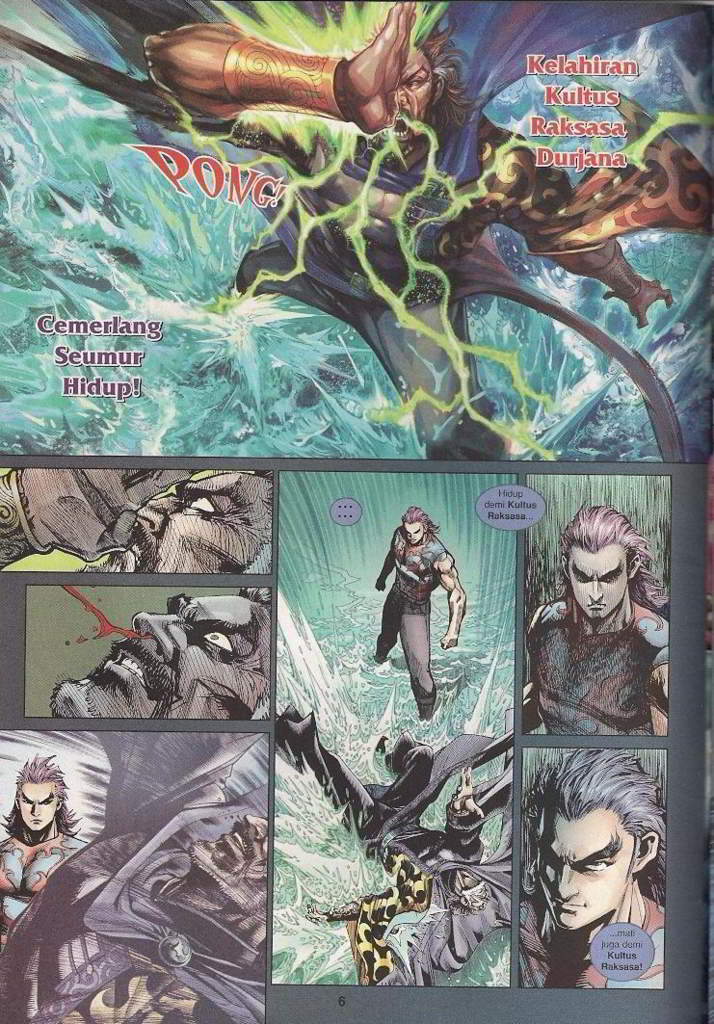 Kelahiran
Kultus
Raksasa
Durjana
PONG!
Cemerlang
Seumur
Hidup!
...
...
Hidup
demi Kultus
Raksasa...
...mati
juga demi
Kultus
Raksasa!
6